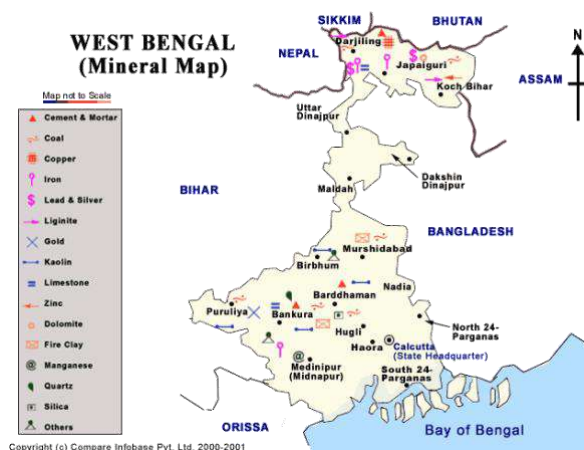 WEST BENGAL
(Mineral Map)
Map not to Scale
Cement & Mortar
Coal
Copper
Iron
Lead & Silver
Liginite
Gold
Kaolin
Limestone
Zinc
Dolomite
Fire Clay
Manganese
Quartz
Silica
Others
SIKKIM
BHUTAN
NEPAL
Darjiling
Japaiguri
Koch Bihar
ASSAM
N
Uttar
Dinajpur
Dakshin
Dinajpur
Maldah
BIHAR
BANGLADESH
Murshidabad
Birbhum
Nadia
Barddhaman
Puruliya
Bankura
Hugli
North 24-
Parganas
Haora
Calcutta
(State Headquarter)
Medinipur
(Midnapur)
South 24-
Parganas
ORISSA
Bay of Bengal
Copyright (c) Compare Infobase Pvt. Ltd. 2000-2001